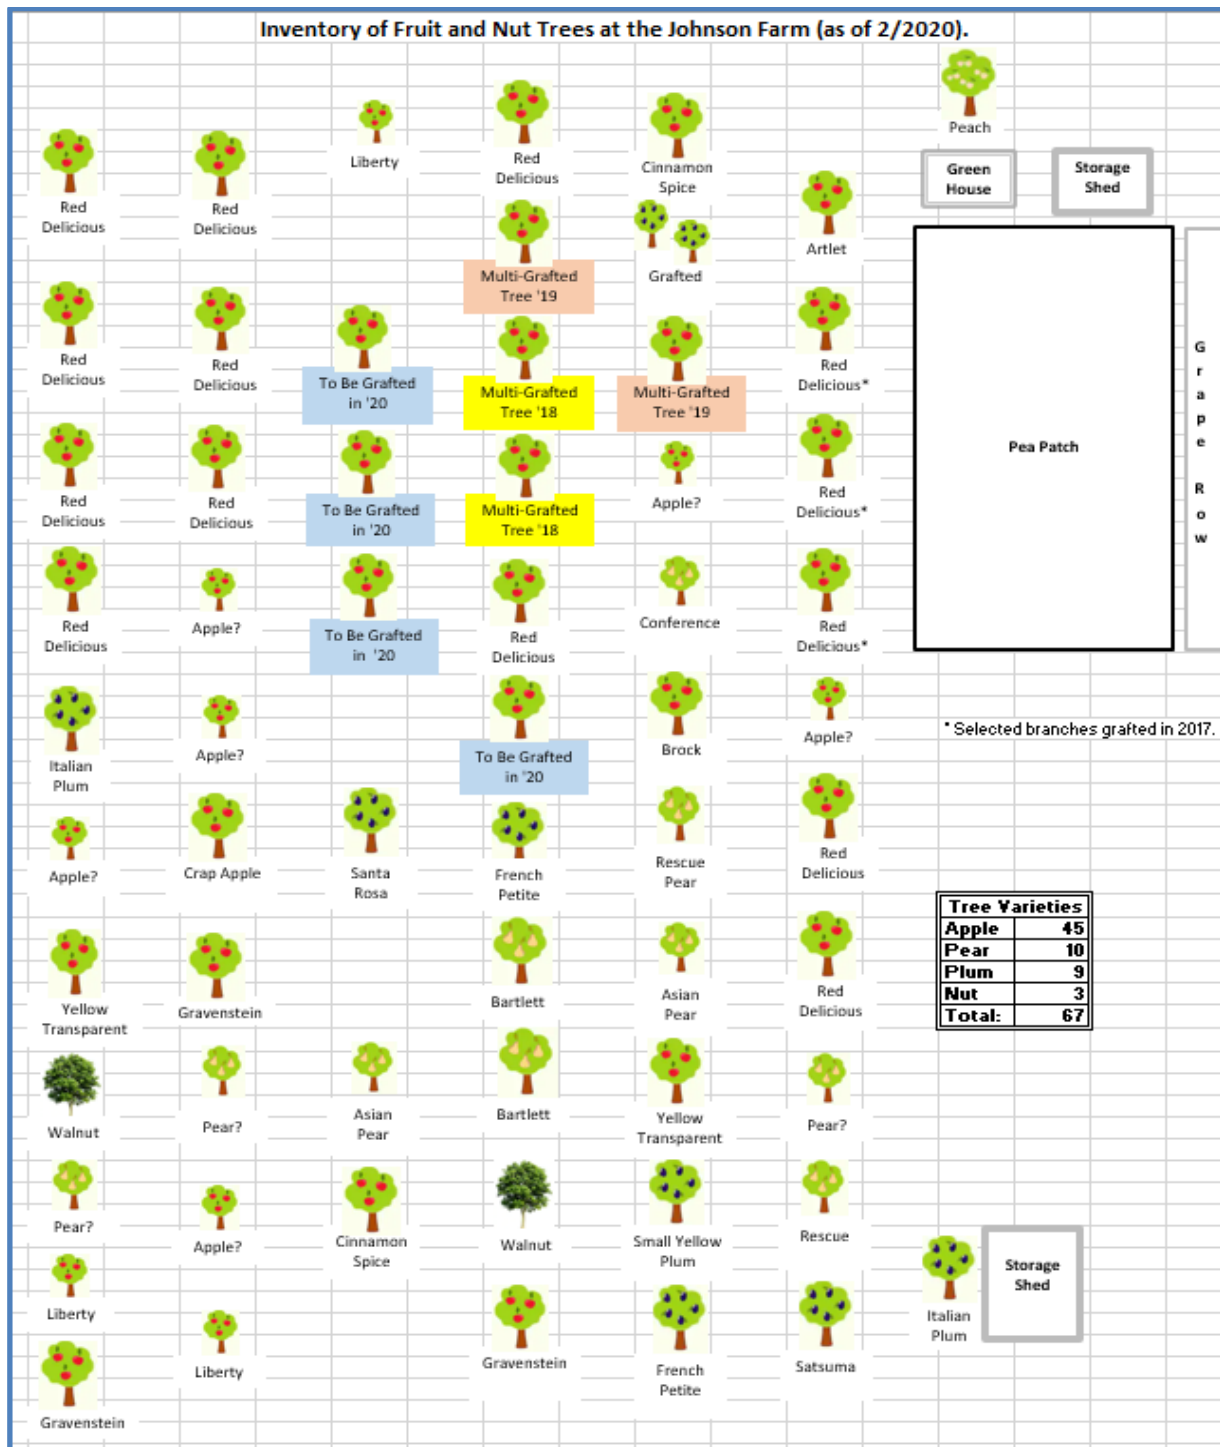 Inventory of Fruit and Nut Trees at the Johnson Farm (as of 2/2020).
Peach
Liberty
Red
Delicious
Cinnamon
Spice
Green
House
Storage
Shed
Red
Delicious
Red
Delicious
Artlet
Multi-Grafted
Tree '19
Grafted
Red
Delicious
Red
Delicious
To Be Grafted
in '20
Multi-Grafted
Tree '18
Multi-Grafted
Tree '19
Red
Delicious*
Grape Row
Pea Patch
Red
Delicious
Red
Delicious
To Be Grafted
in '20
Multi-Grafted
Tree '18
Apple?
Red
Delicious*
Red
Delicious
Apple?
To Be Grafted
in '20
Red
Delicious
Conference
Red
Delicious*
* Selected branches grafted in 2017.
Italian
Plum
Apple?
To Be Grafted
in '20
Brock
Apple?
Apple?
Crap Apple
Santa
Rosa
French
Petite
Rescue
Pear
Red
Delicious
Tree Varieties
Apple 45
Pear 10
Plum 9
Nut 3
Total: 67
Yellow
Transparent
Gravenstein
Bartlett
Asian
Pear
Red
Delicious
Walnut
Pear?
Asian
Pear
Bartlett
Yellow
Transparent
Pear?
Pear?
Apple?
Cinnamon
Spice
Walnut
Small Yellow
Plum
Rescue
Storage
Shed
Italian
Plum
Liberty
Liberty
Gravenstein
French
Petite
Satsuma
Gravenstein